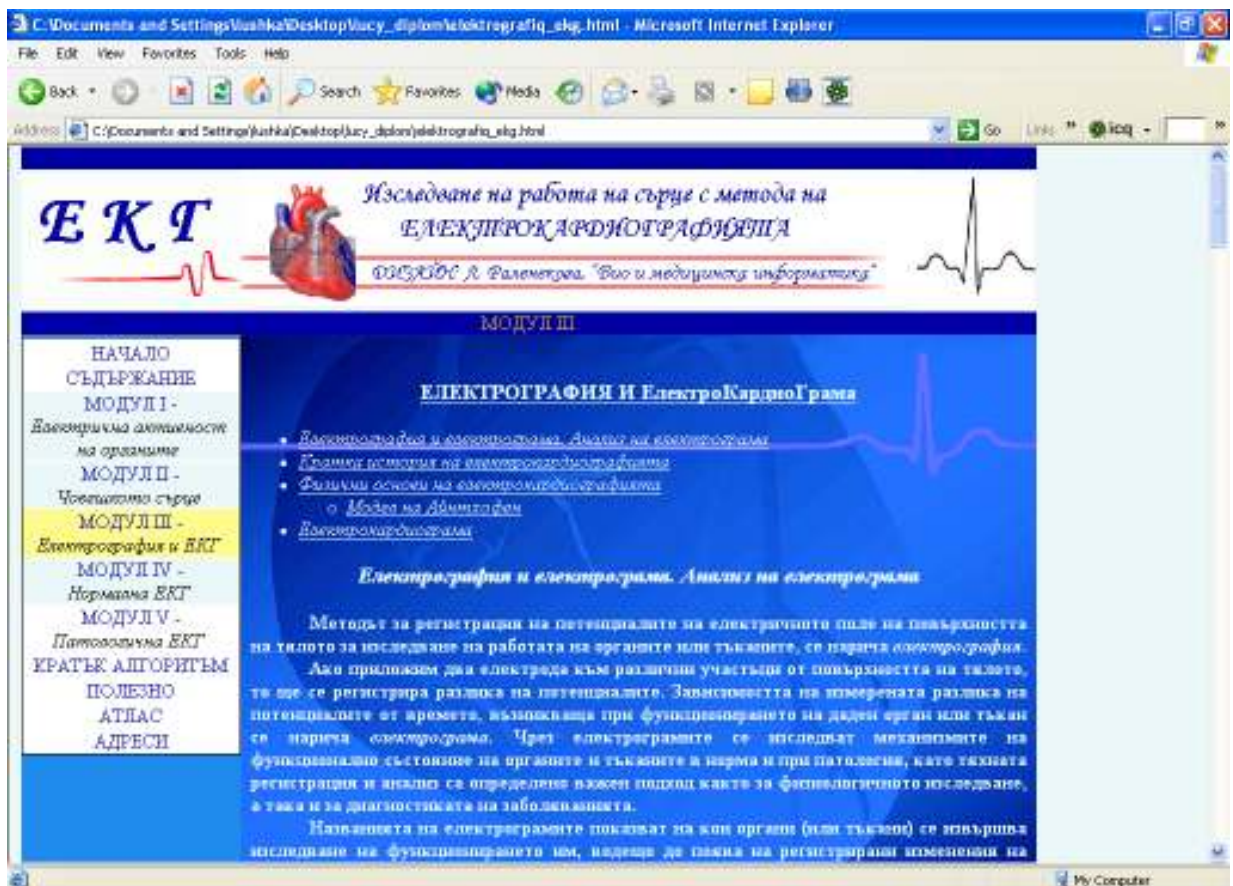 C:\Documents and Settings\lushka\Desktop\lucy_diplom\elektrografiq_ekg.html - Microsoft Internet Explorer
File Edit View Favorites Tools Help
Back Search Favorites Media
Address C:\Documents and Settings\lushka\Desktop\lucy_diplom\elektrografiq_ekg.html Go Links » icq
ЕКГ
Изследване на работа на сърце с метода на
ЕЛЕКТРОКАРДИОГРАФИЯТА
Л. Фаленекова. "Био и медицинска информатика"
МОДУЛ III
НАЧАЛО
СЪДЪРЖАНИЕ
МОДУЛ I -
Електрична активност
на органите
МОДУЛ II -
Човешкото сърце
МОДУЛ III -
Електрография и ЕКГ
МОДУЛ IV -
Нормална ЕКГ
МОДУЛ V -
Патологична ЕКГ
КРАТЪК АЛГОРИТЪМ
ПОЛЕЗНО
АТЛАС
АДРЕСИ
ЕЛЕКТРОГРАФИЯ И ЕлектроКардиоГрама
Електрография и електрограма. Анализ на електрограма
Кратка история на електрокардиографията
Физични основи на електрокардиографията
Модел на Айнтхофен
Електрокардиограма
Електрография и електрограма. Анализ на електрограма
Методът за регистрация на потенциалите на електричното поле на повърхността
на тялото за изследване на работата на органите или тъканите, се нарича електрография.
Ако приложим два електрода към различни участъци от повърхността на тялото,
то ще се регистрира разлика на потенциалите. Зависимостта на измерената разлика на
потенциалите от времето, възникваща при функционирането на даден орган или тъкан
се нарича електрограма. Чрез електрограмите се изследват механизмите на
функционално състояние на органите и тъканите в норма и при патология, като тяхната
регистрация и анализ са определено важен подход както за физиологичното изследване,
а така и за диагностиката на заболяванията.
Названията на електрограмите показват на кои органи (или тъкани) се извършва
изследване на функционирането им, водещо до поява на регистрирани изменения на
My Computer